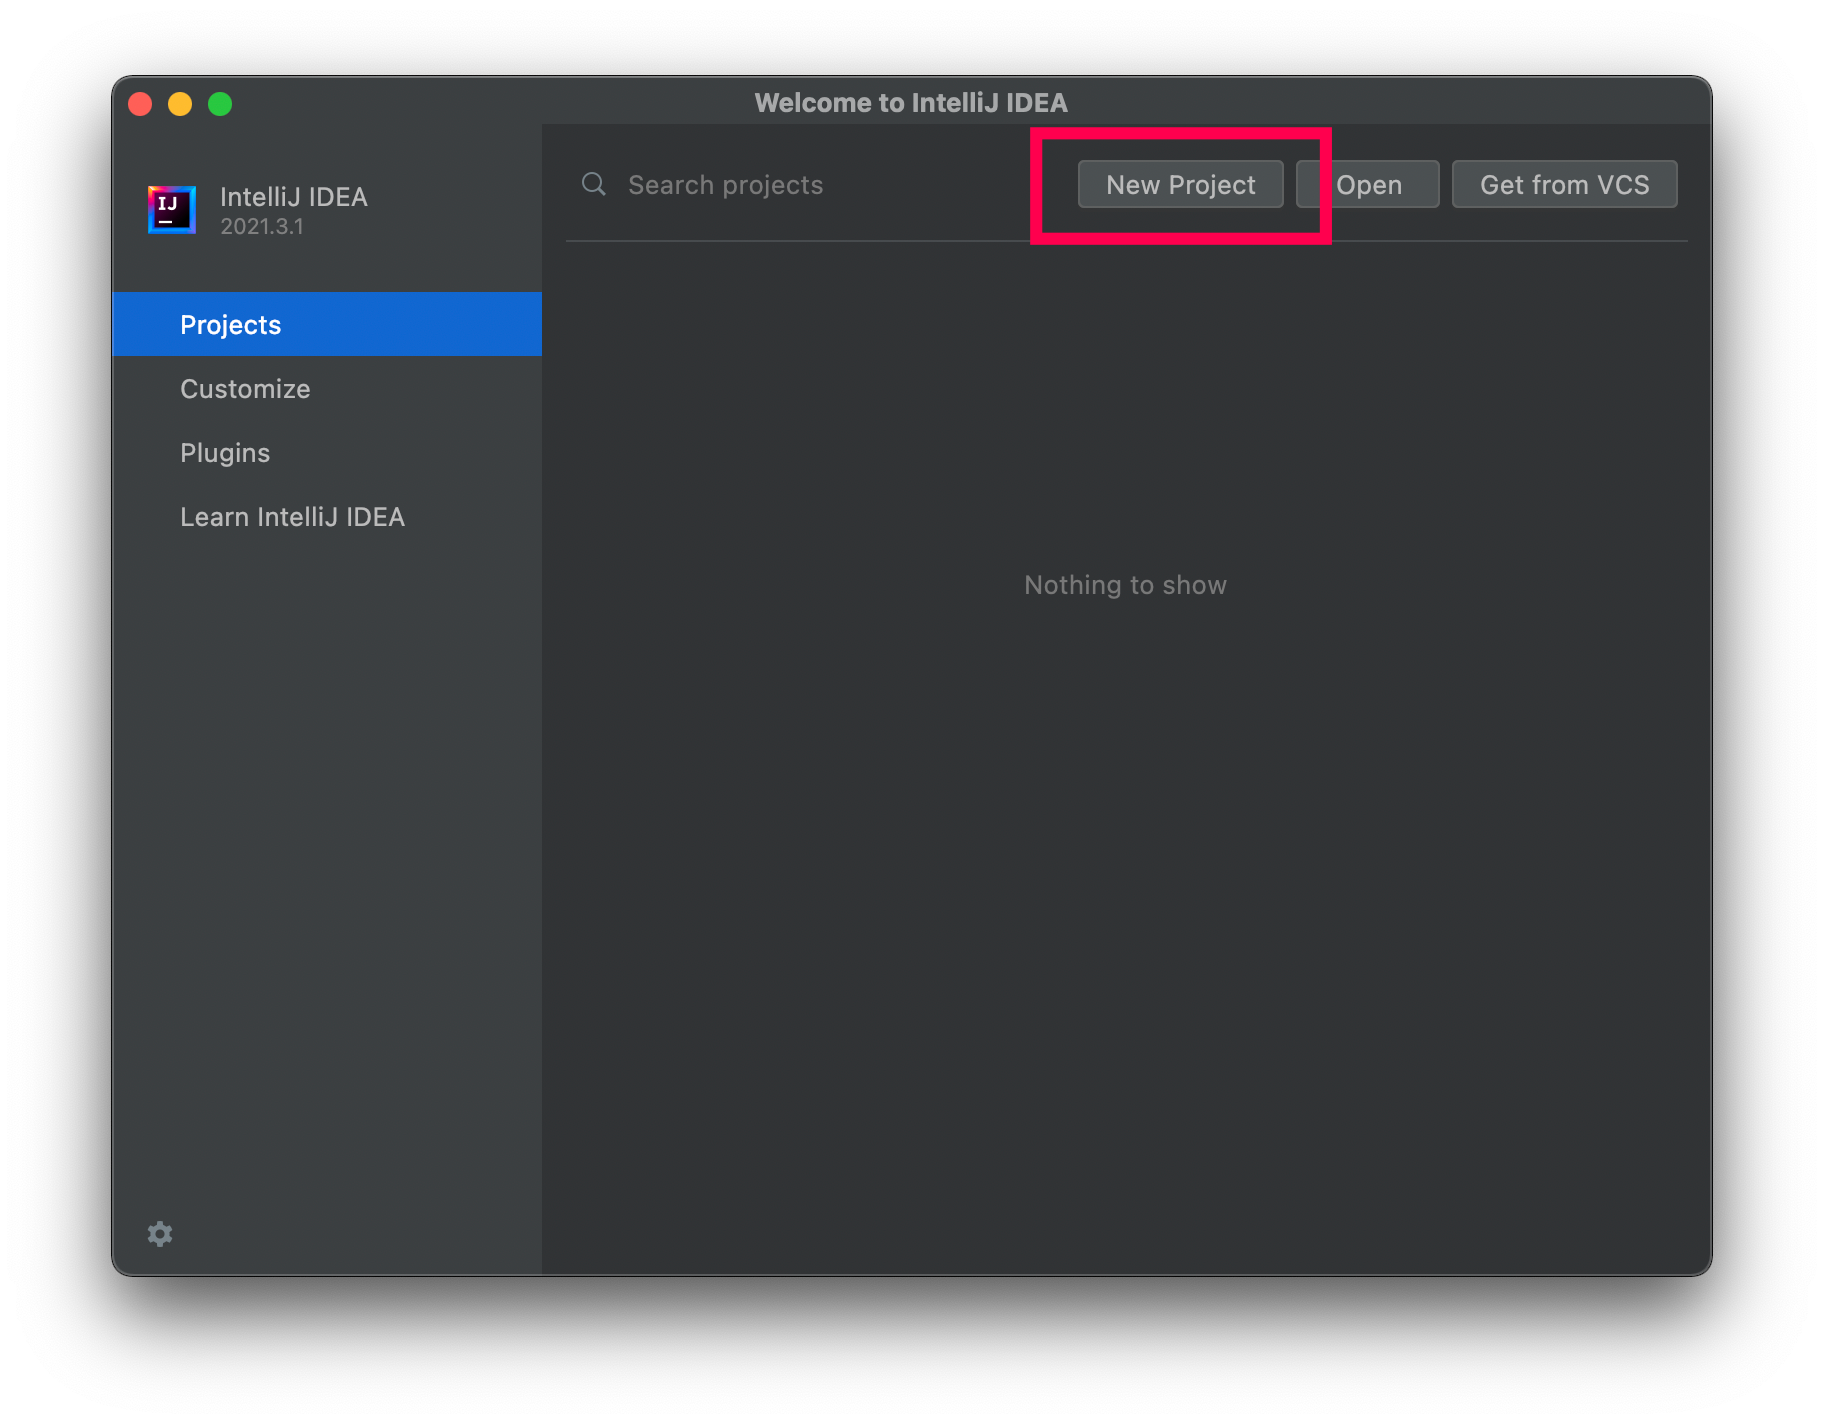 Welcome to IntelliJ IDEA
IJ
IntelliJ IDEA
2021.3.1
Projects
Customize
Plugins
Learn IntelliJ IDEA
Search projects
New Project
Open
Get from VCS
Nothing to show